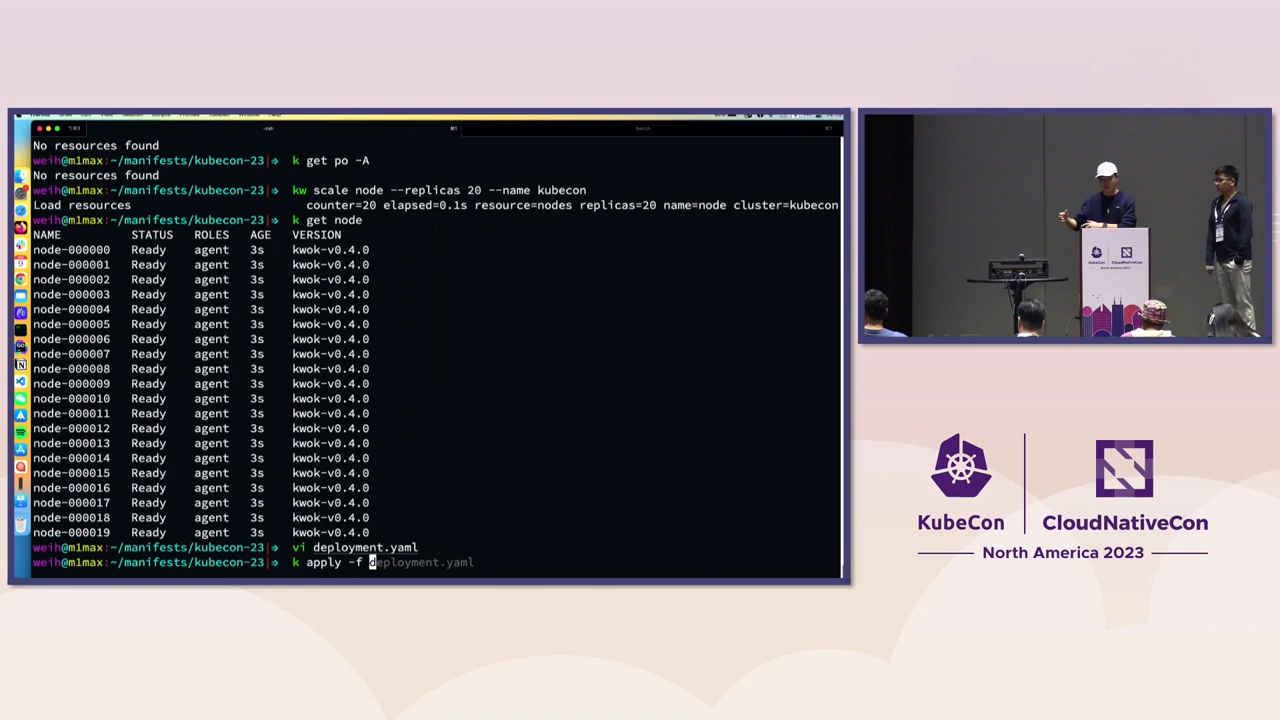 -zsh
⌘1
bench
⌘2
No resources found
weih@m1max:~/manifests/kubecon-23|⇒ k get po -A
No resources found
weih@m1max:~/manifests/kubecon-23|⇒ kw scale node --replicas 20 --name kubecon
Load resources counter=20 elapsed=0.1s resource=nodes replicas=20 name=node cluster=kubecon
weih@m1max:~/manifests/kubecon-23|⇒ k get node
NAME STATUS ROLES AGE VERSION
node-000000 Ready agent 3s kwok-v0.4.0
node-000001 Ready agent 3s kwok-v0.4.0
node-000002 Ready agent 3s kwok-v0.4.0
node-000003 Ready agent 3s kwok-v0.4.0
node-000004 Ready agent 3s kwok-v0.4.0
node-000005 Ready agent 3s kwok-v0.4.0
node-000006 Ready agent 3s kwok-v0.4.0
node-000007 Ready agent 3s kwok-v0.4.0
node-000008 Ready agent 3s kwok-v0.4.0
node-000009 Ready agent 3s kwok-v0.4.0
node-000010 Ready agent 3s kwok-v0.4.0
node-000011 Ready agent 3s kwok-v0.4.0
node-000012 Ready agent 3s kwok-v0.4.0
node-000013 Ready agent 3s kwok-v0.4.0
node-000014 Ready agent 3s kwok-v0.4.0
node-000015 Ready agent 3s kwok-v0.4.0
node-000016 Ready agent 3s kwok-v0.4.0
node-000017 Ready agent 3s kwok-v0.4.0
node-000018 Ready agent 3s kwok-v0.4.0
node-000019 Ready agent 3s kwok-v0.4.0
weih@m1max:~/manifests/kubecon-23|⇒ vi deployment.yaml
weih@m1max:~/manifests/kubecon-23|⇒ k apply -f deployment.yaml
KubeCon CloudNativeCon
North America 2023
KubeCon CloudNativeCon
North America 2023